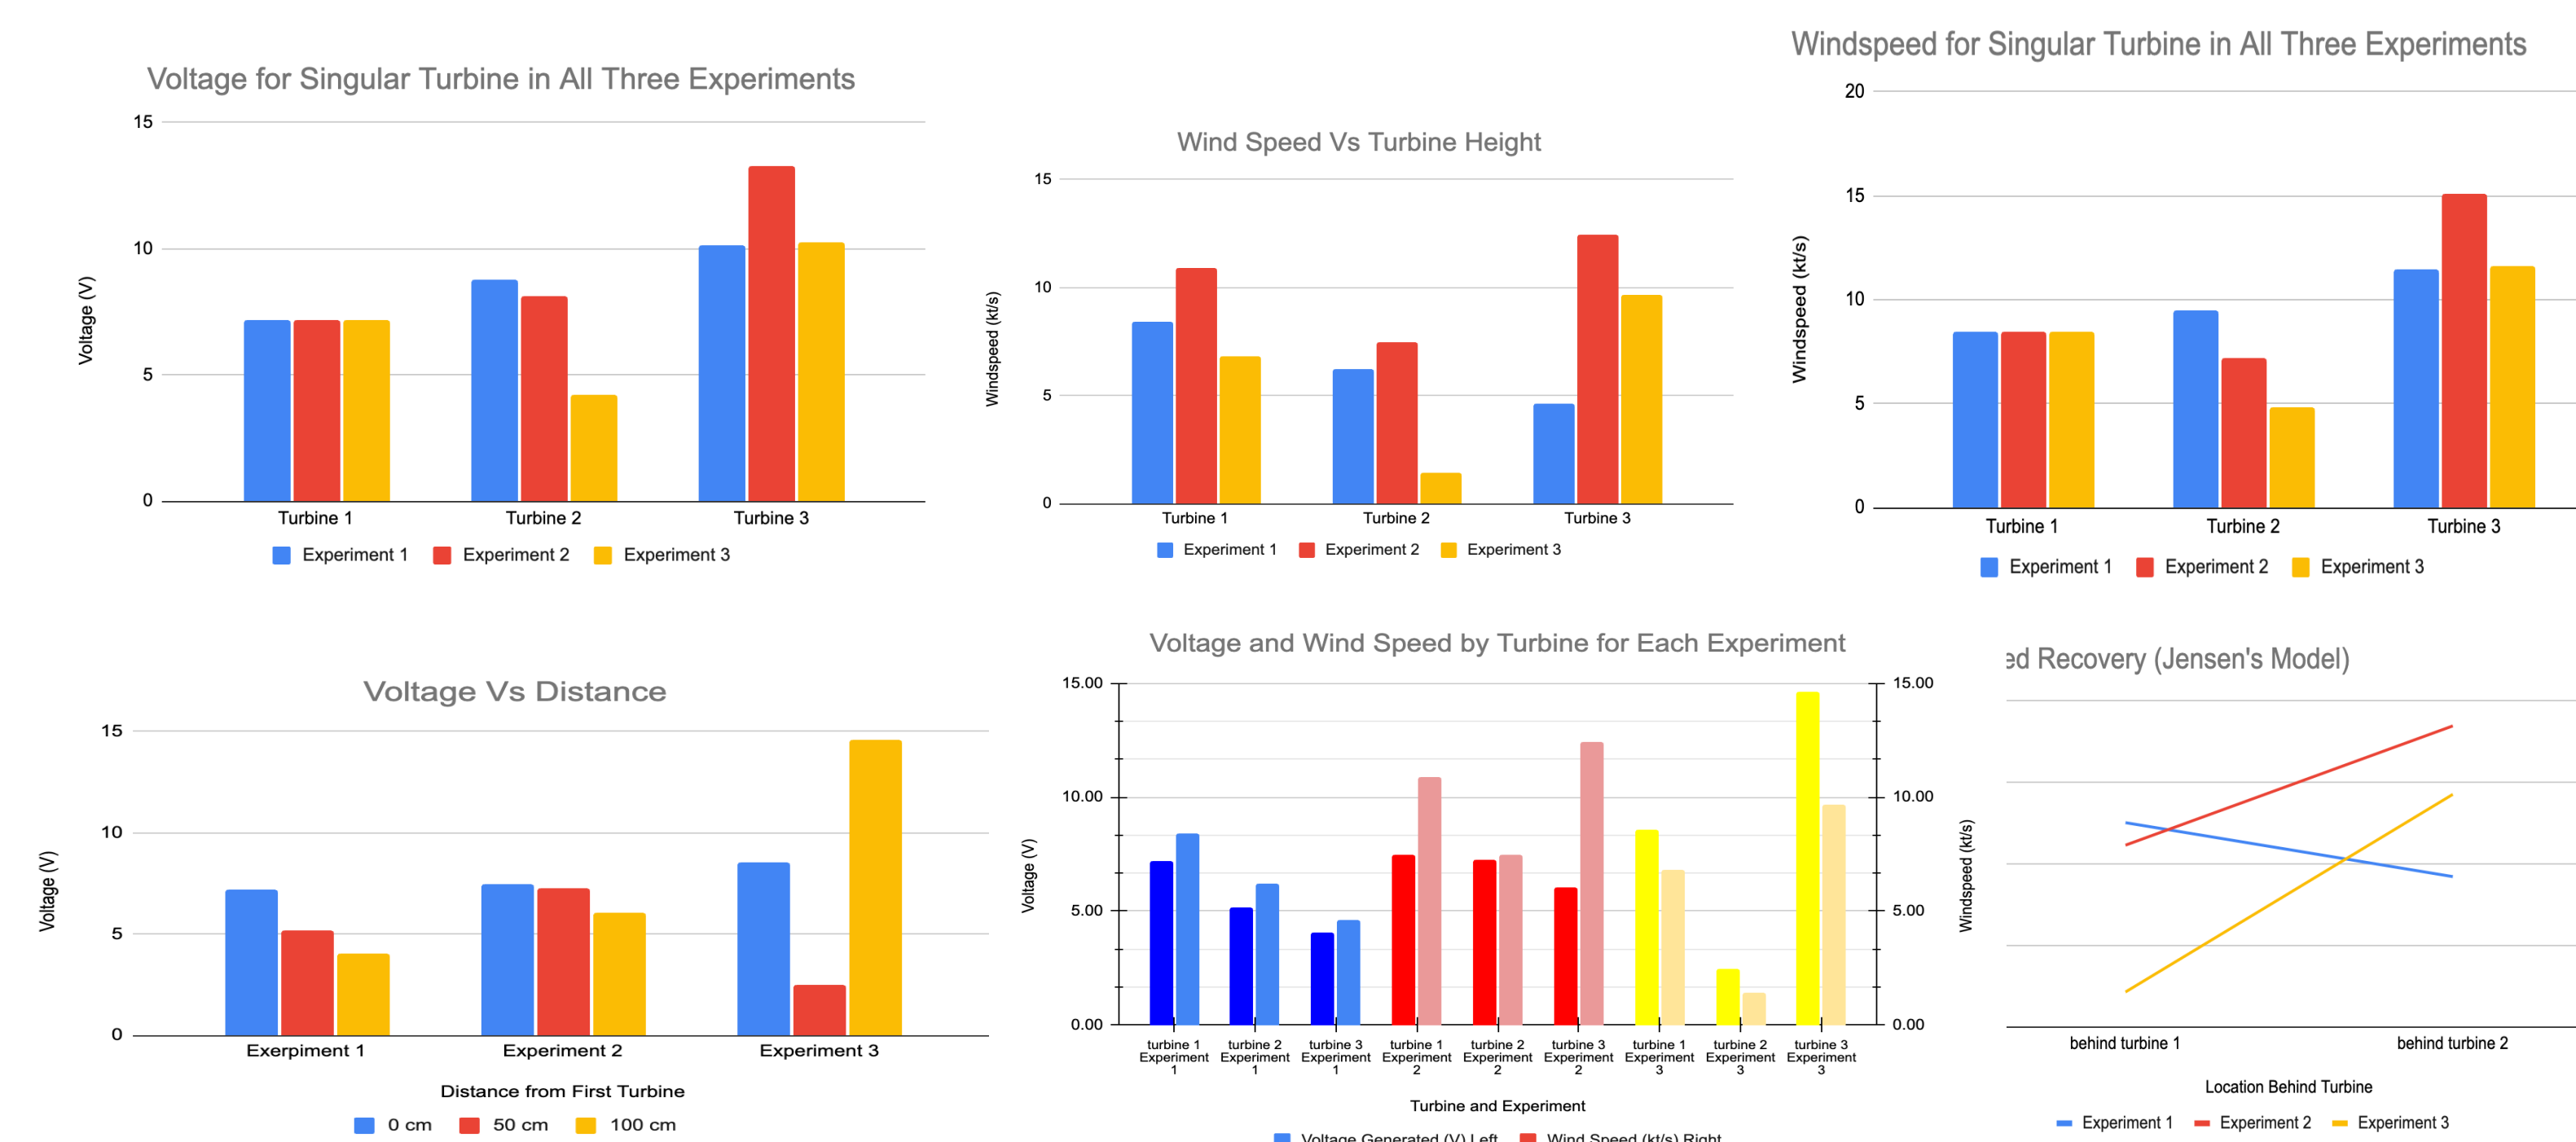 Voltage for Singular Turbine in All Three Experiments
15
10
5
0
Voltage (V)
Turbine 1
Turbine 2
Turbine 3
Experiment 1
Experiment 2
Experiment 3
Wind Speed Vs Turbine Height
15
10
5
0
Windspeed (kt/s)
Turbine 1
Turbine 2
Turbine 3
Experiment 1
Experiment 2
Experiment 3
Windspeed for Singular Turbine in All Three Experiments
20
15
10
5
0
Windspeed (kt/s)
Turbine 1
Turbine 2
Turbine 3
Experiment 1
Experiment 2
Experiment 3
Voltage Vs Distance
15
10
5
0
Voltage (V)
Exerpiment 1
Experiment 2
Experiment 3
Distance from First Turbine
0 cm
50 cm
100 cm
Voltage and Wind Speed by Turbine for Each Experiment
15.00
10.00
5.00
0.00
Voltage (V)
15.00
10.00
5.00
0.00
Windspeed (kt/s)
turbine 1
Experiment
1
turbine 2
Experiment
1
turbine 3
Experiment
1
turbine 1
Experiment
2
turbine 2
Experiment
2
turbine 3
Experiment
2
turbine 1
Experiment
3
turbine 2
Experiment
3
turbine 3
Experiment
3
Turbine and Experiment
Voltage Generated (V) Left
Wind Speed (kt/s) Right
ed Recovery (Jensen's Model)
behind turbine 1
behind turbine 2
Location Behind Turbine
Experiment 1
Experiment 2
Experiment 3